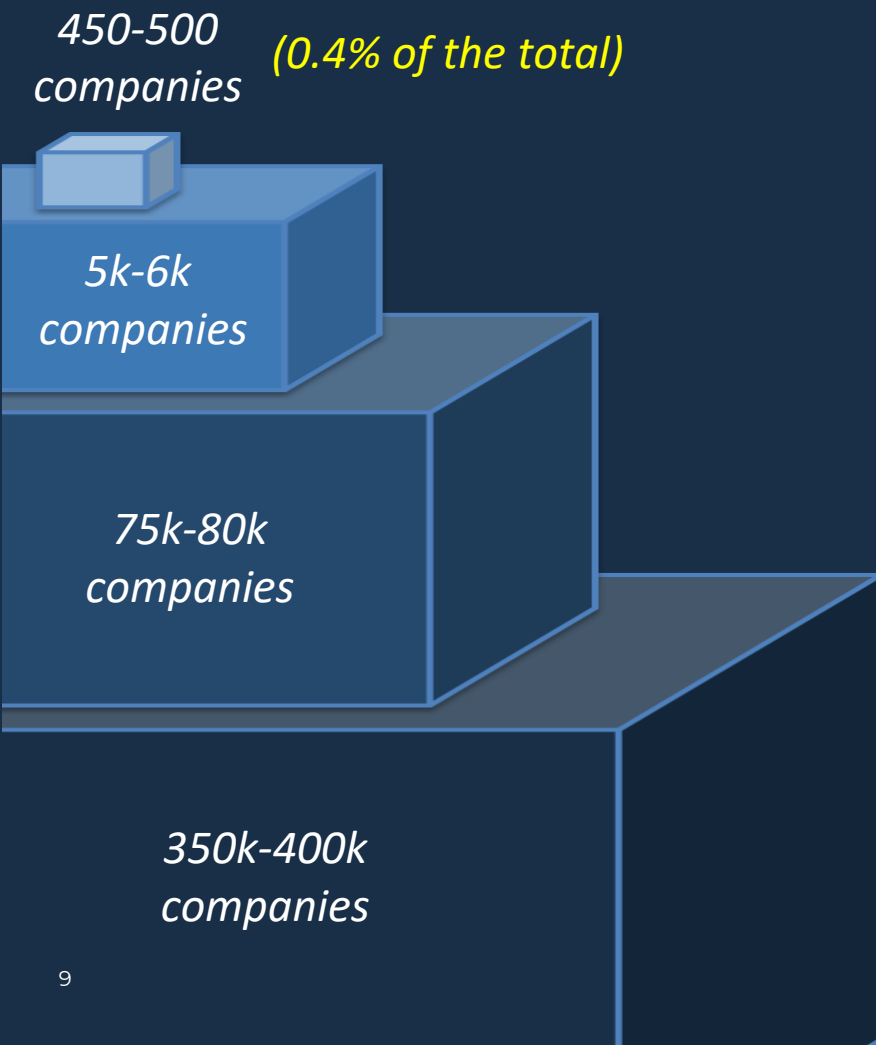 450-500
companies
(0.4% of the total)
5k-6k
companies
75k-80k
companies
350k-400k
companies
9